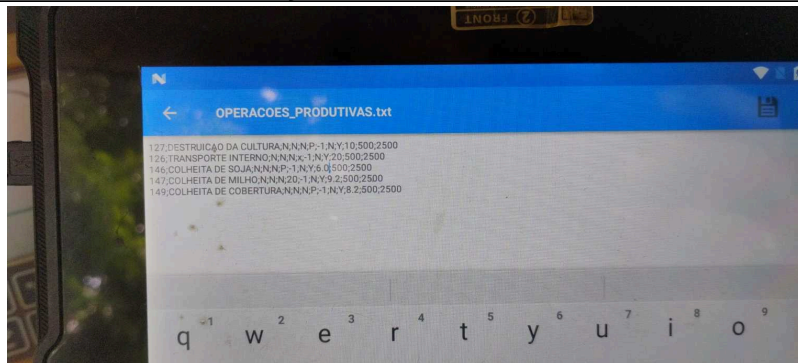 FRONT 2
OPERACOES_PRODUTIVAS.txt
127;DESTRUICAO DA CULTURA;N;N;N;P;-1;N;Y;10;500;2500
126;TRANSPORTE INTERNO;N;N;N;x;-1;N;Y;20;500;2500
146;COLHEITA DE SOJA;N;N;N;P;-1;N;Y;6.0;500;2500
147;COLHEITA DE MILHO;N;N;N;20;-1;N;Y;9.2;500;2500
149;COLHEITA DE COBERTURA;N;N;N;P;-1;N;Y;8.2;500;2500
1 2 3 4 5 6 7 8 9
q w e r t y u i o